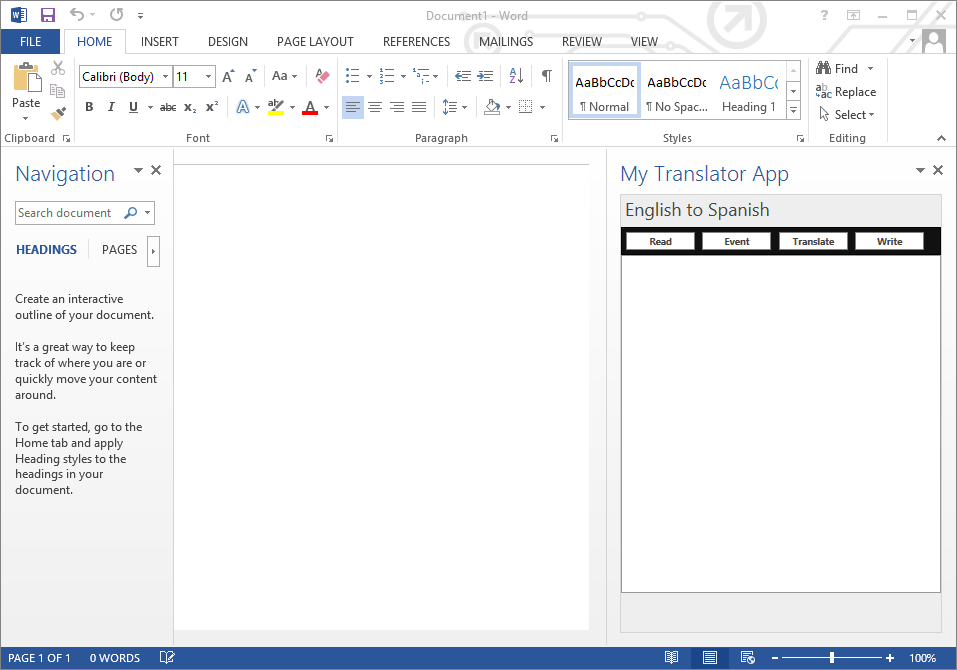 Document1 - Word
?
FILE HOME INSERT DESIGN PAGE LAYOUT REFERENCES MAILINGS REVIEW VIEW
Paste
Calibri (Body) 11 A A Aa
B I U abc x₂ x² A ab A
A Z ¶
AaBbCcDc AaBbCcDc AaBbCc
¶ Normal ¶ No Spac... Heading 1
Find
Replace
Select
Clipboard Font Paragraph Styles Editing
Navigation
Search document
HEADINGS PAGES
Create an interactive
outline of your document.
It's a great way to keep
track of where you are or
quickly move your content
around.
To get started, go to the
Home tab and apply
Heading styles to the
headings in your
document.
My Translator App
English to Spanish
Read Event Translate Write
PAGE 1 OF 1 0 WORDS 100%